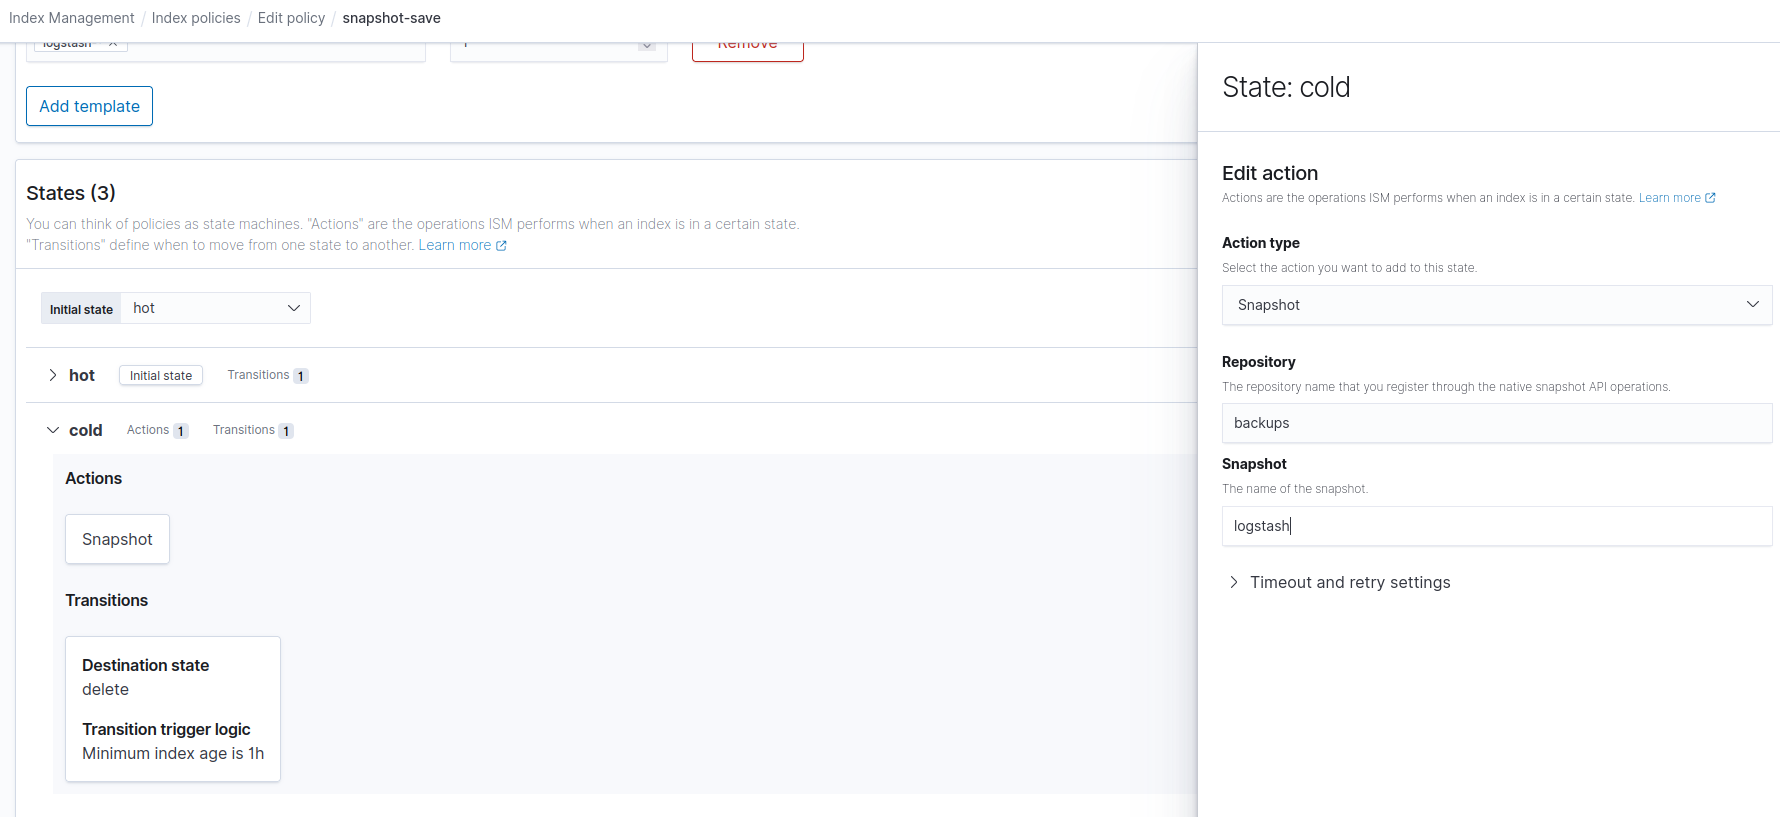 Index Management / Index policies / Edit policy / snapshot-save
logstash ×
1
Remove
Add template
States (3)
You can think of policies as state machines. "Actions" are the operations ISM performs when an index is in a certain state.
"Transitions" define when to move from one state to another. Learn more
Initial state hot
hot Initial state Transitions 1
cold Actions 1 Transitions 1
Actions
Snapshot
Transitions
Destination state
delete
Transition trigger logic
Minimum index age is 1h
State: cold
Edit action
Actions are the operations ISM performs when an index is in a certain state. Learn more
Action type
Select the action you want to add to this state.
Snapshot
Repository
The repository name that you register through the native snapshot API operations.
backups
Snapshot
The name of the snapshot.
logstash
Timeout and retry settings